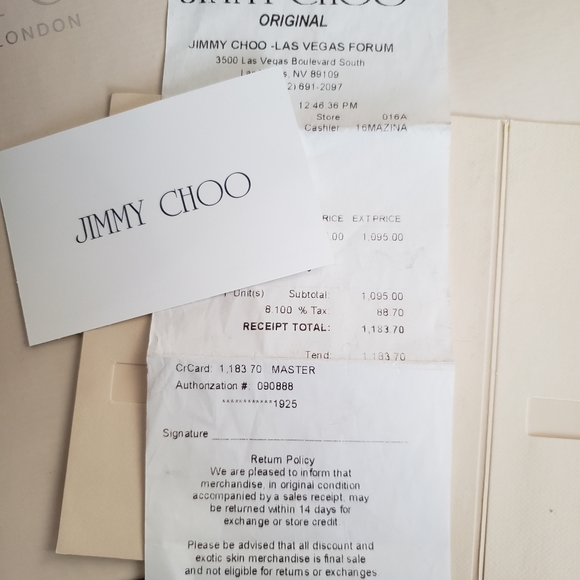 LONDON
JIMMY CHOO
ORIGINAL
JIMMY CHOO -LAS VEGAS FORUM
3500 Las Vegas Boulevard South
NV 89109
2) 691-2097
12:46:36 PM
Store 016A
Cashier 16MAZINA
JIMMY CHOO
RICE EXT.PRICE
.00 1,095.00
Unit(s) Subtotal: 1,095.00
8.100 % Tax: 88.70
RECEIPT TOTAL: 1,183.70
Tend: 1,183.70
CrCard: 1,183.70 MASTER
Authorization # 090888
************1925
Signature
Return Policy
We are pleased to inform that
merchandise, in original condition
accompanied by a sales receipt, may
be returned within 14 days for
exchange or store credit
Please be advised that all discount and
exotic skin merchandise is final sale
and not eligible for returns or exchanges